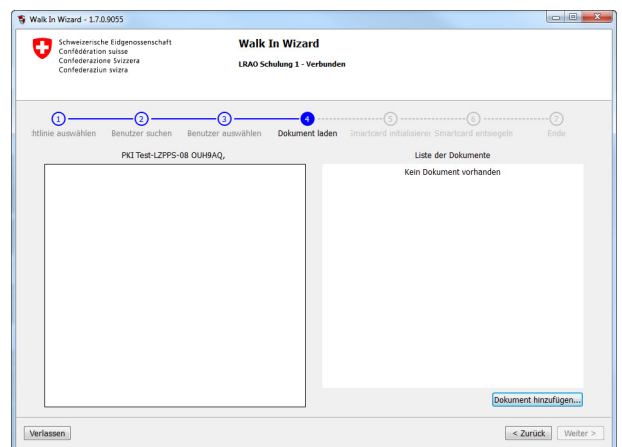 Walk In Wizard - 1.7.0.9055
Schweizerische Eidgenossenschaft
Confédération suisse
Confederazione Svizzera
Confederaziun svizra
Walk In Wizard
LRAO Schulung 1 - Verbunden
1 2 3 4 5 6 7
htlinie auswählen Benutzer suchen Benutzer auswählen Dokument laden Smartcard initialisierer Smartcard entsiegeln Ende
PKI Test-LZPPS-08 OUH9AQ,
Liste der Dokumente
Kein Dokument vorhanden
Dokument hinzufügen...
Verlassen
< Zurück Weiter >